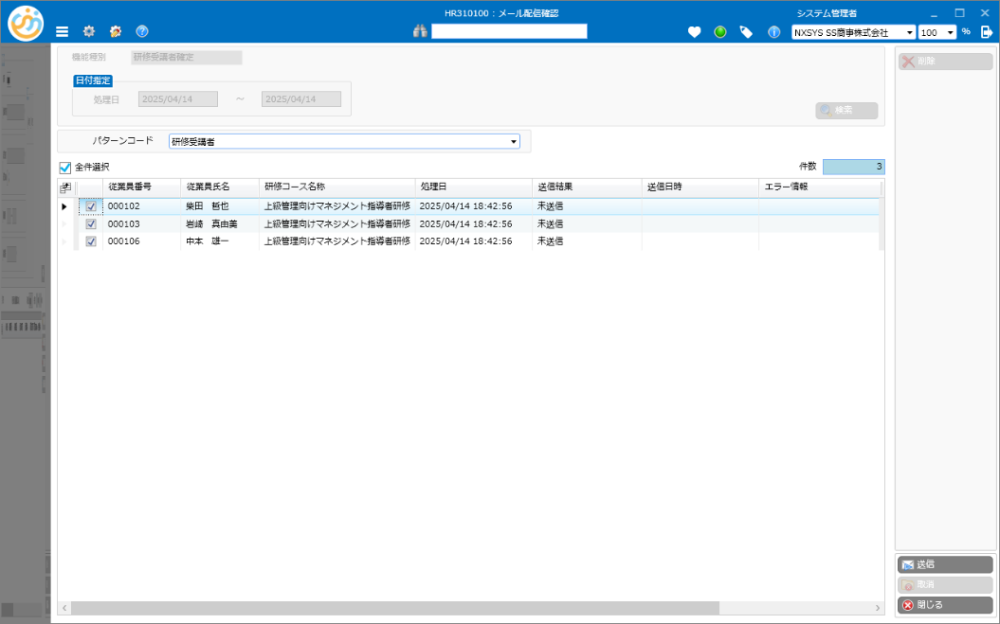 HR310100：メール配信確認
システム管理者
NXSYS SS商事株式会社
100
%
機能種別
研修受講者確定
日付指定
処理日
2025/04/14
～
2025/04/14
検索
削除
パターンコード
研修受講者
全件選択
件数
3
従業員番号 従業員氏名 研修コース名称 処理日 送信結果 送信日時 エラー情報
000102 柴田　哲也 上級管理向けマネジメント指導者研修 2025/04/14 18:42:56 未送信
000103 岩崎　真由美 上級管理向けマネジメント指導者研修 2025/04/14 18:42:56 未送信
000106 中本　雄一 上級管理向けマネジメント指導者研修 2025/04/14 18:42:56 未送信
送信
取消
閉じる